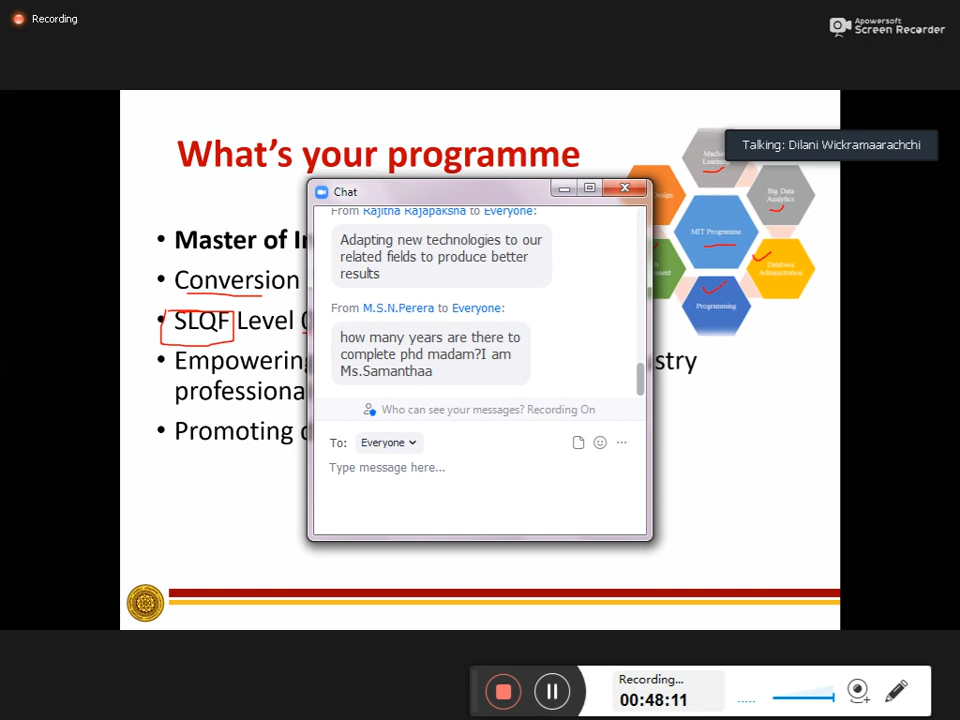 Recording
Apowersoft
Screen Recorder
What's your programme
Talking: Dilani Wickramaarachchi
Big Data
Analytics
MIT Programme
Database
Administration
Programming
• Master of
• Conversion
• SLQF Level
• Empowering
professiona
• Promoting
Chat
From Rajitha Rajapaksha to Everyone:
Adapting new technologies to our
related fields to produce better
results
From M.S.N.Perera to Everyone:
how many years are there to
complete phd madam?I am
Ms.Samanthaa
Who can see your messages? Recording On
To: Everyone
Type message here...
Recording...
00:48:11